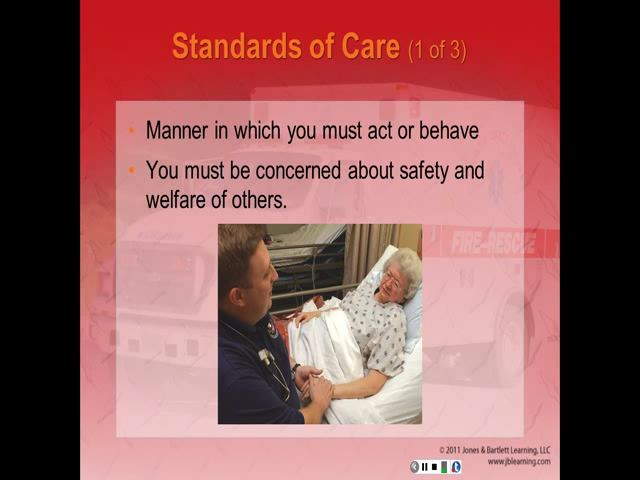 Standards of Care (1 of 3)
• Manner in which you must act or behave
• You must be concerned about safety and
welfare of others.
FIRE-RESCUE
© 2011 Jones & Bartlett Learning, LLC
www.jblearning.com